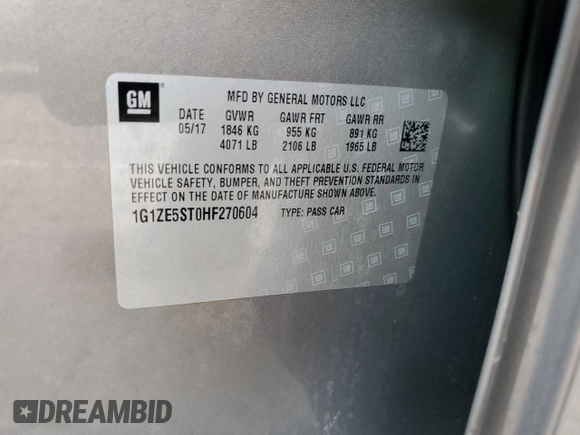 GM
MFD BY GENERAL MOTORS LLC
DATE GVWR GAWR FRT GAWR RR
05/17 1846 KG 955 KG 891 KG
4071 LB 2106 LB 1965 LB
THIS VEHICLE CONFORMS TO ALL APPLICABLE U.S. FEDERAL MOTOR
VEHICLE SAFETY, BUMPER, AND THEFT PREVENTION STANDARDS IN
EFFECT ON THE DATE OF MANUFACTURE SHOWN ABOVE.
1G1ZE5ST0HF270604 TYPE: PASS CAR
DREAMBID